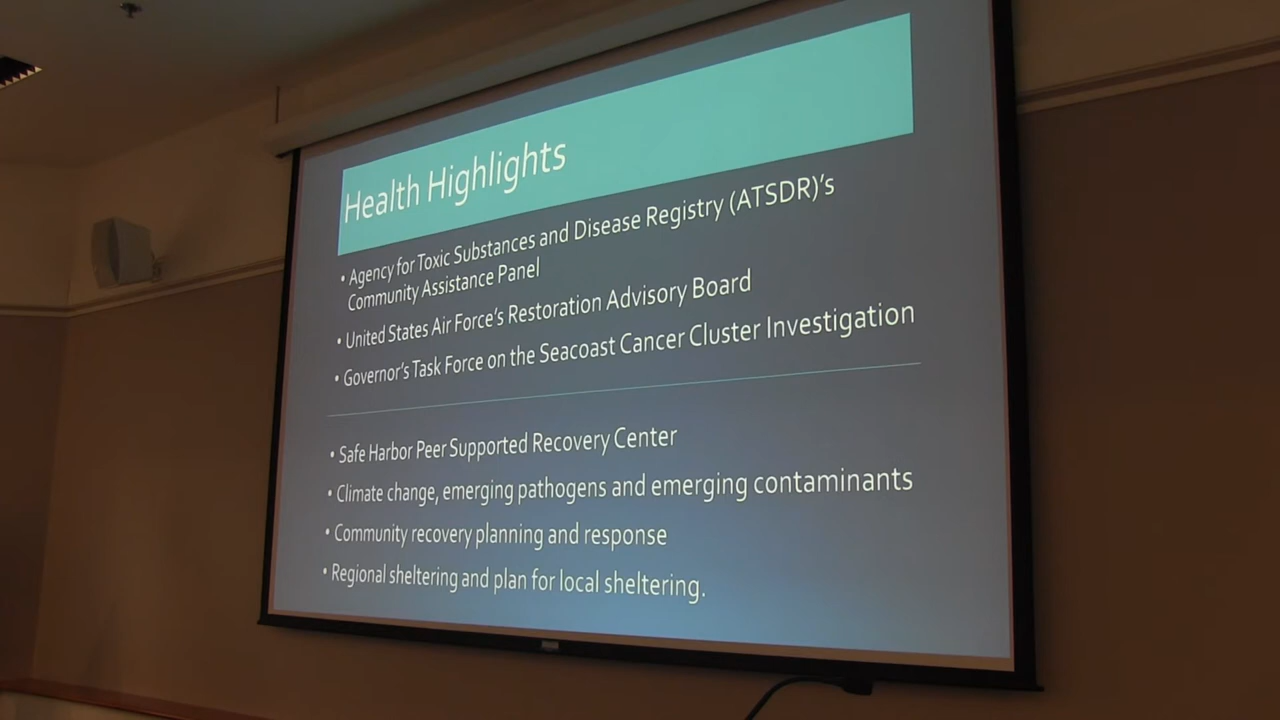 Health Highlights
• Agency for Toxic Substances and Disease Registry (ATSDR)'s
Community Assistance Panel
• United States Air Force's Restoration Advisory Board
• Governor's Task Force on the Seacoast Cancer Cluster Investigation
• Safe Harbor Peer Supported Recovery Center
• Climate change, emerging pathogens and emerging contaminants
• Community recovery planning and response
• Regional sheltering and plan for local sheltering.